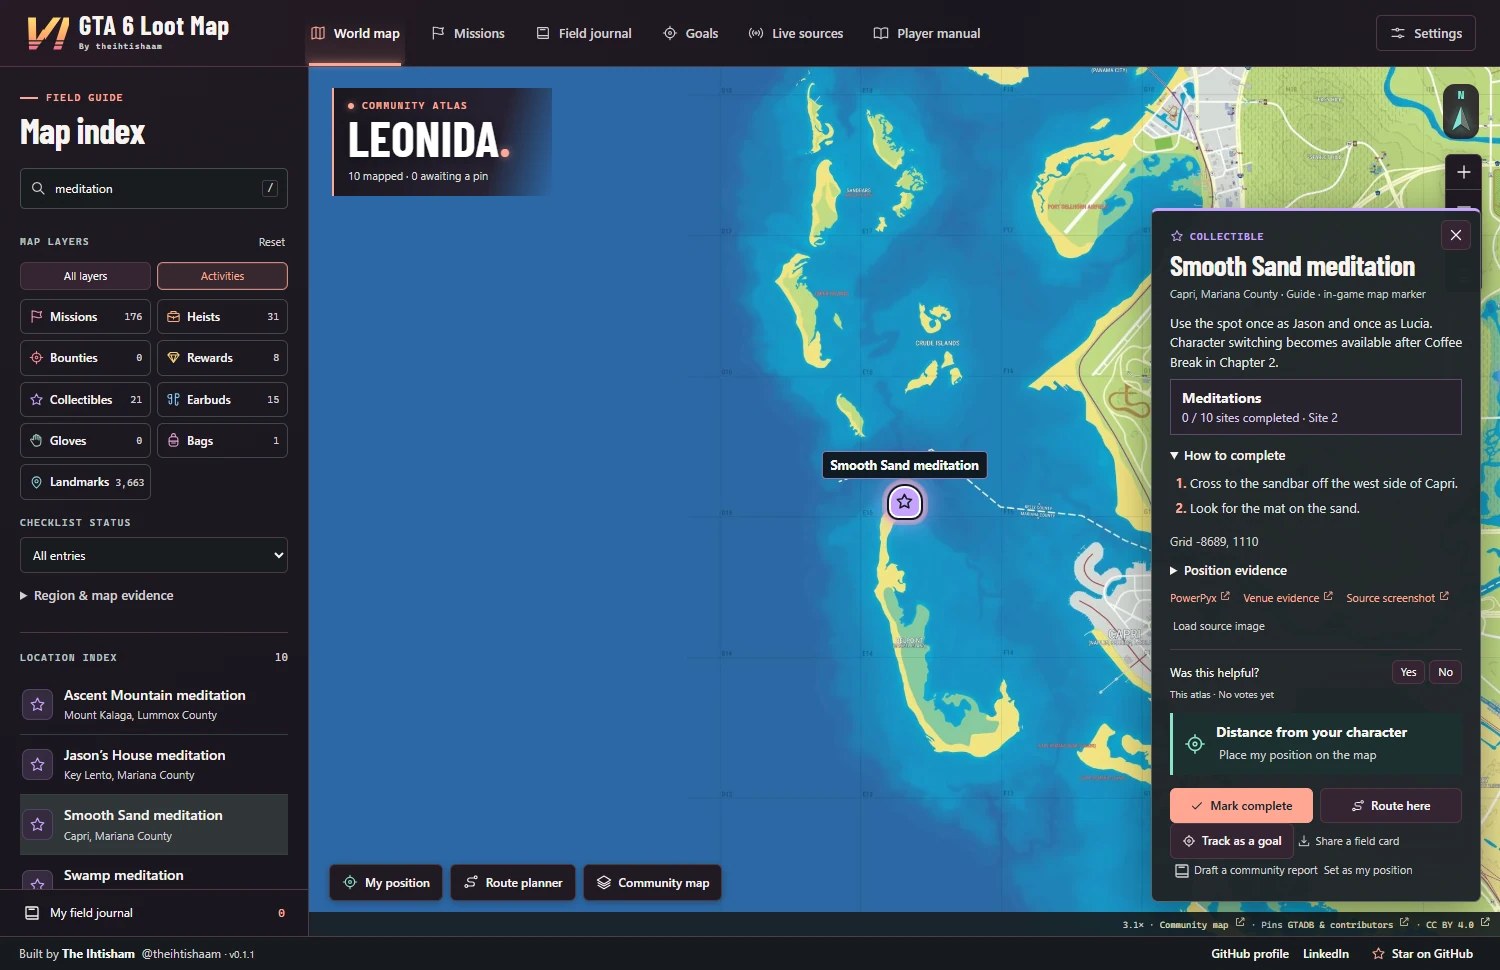 GTA 6 Loot Map
By theihtishaam
World map
Missions
Field journal
Goals
Live sources
Player manual
Settings
FIELD GUIDE
Map index
meditation
/
MAP LAYERS
Reset
All layers
Activities
Missions 176
Heists 31
Bounties 0
Rewards 8
Collectibles 21
Earbuds 15
Gloves 0
Bags 1
Landmarks 3,663
CHECKLIST STATUS
All entries
Region & map evidence
LOCATION INDEX 10
Ascent Mountain meditation
Mount Kalaga, Lummox County
Jason's House meditation
Key Lento, Mariana County
Smooth Sand meditation
Capri, Mariana County
Swamp meditation
My field journal 0
COMMUNITY ATLAS
LEONIDA.
10 mapped · 0 awaiting a pin
(PANAMA CITY)
SANDBARS
CRUDE ISLANDS
Smooth Sand meditation
CAPRI
N
+
My position
Route planner
Community map
COLLECTIBLE
Smooth Sand meditation
Capri, Mariana County · Guide · in-game map marker
Use the spot once as Jason and once as Lucia.
Character switching becomes available after Coffee
Break in Chapter 2.
Meditations
0 / 10 sites completed · Site 2
How to complete
1. Cross to the sandbar off the west side of Capri.
2. Look for the mat on the sand.
Grid -8689, 1110
Position evidence
PowerPyx
Venue evidence
Source screenshot
Load source image
Was this helpful?
Yes
No
This atlas · No votes yet
Distance from your character
Place my position on the map
Mark complete
Route here
Track as a goal
Share a field card
Draft a community report
Set as my position
3.1× · Community map · Pins GTADB & contributors · CC BY 4.0
Built by The Ihtisham @theihtishaam · v0.1.1
GitHub profile
LinkedIn
Star on GitHub